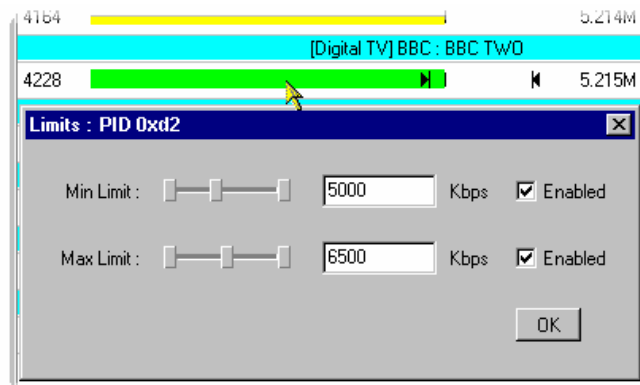 4164 5.214M
[Digital TV] BBC : BBC TWO
4228 5.215M
Limits : PID 0xd2
Min Limit : 5000 Kbps Enabled
Max Limit : 6500 Kbps Enabled
OK